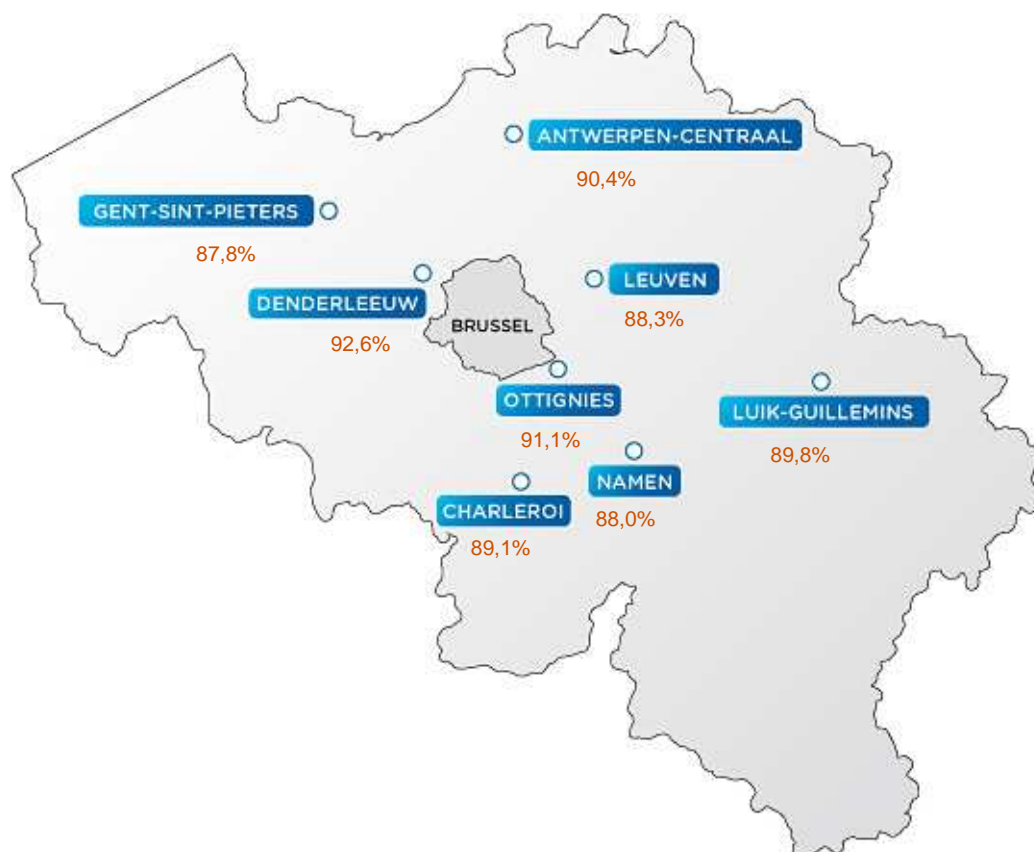 ANTWERPEN-CENTRAAL
90,4%
GENT-SINT-PIETERS
87,8%
DENDERLEEUW
92,6%
BRUSSEL
LEUVEN
88,3%
OTTIGNIES
91,1%
LUIK-GUILLEMINS
89,8%
NAMEN
88,0%
CHARLEROI
89,1%